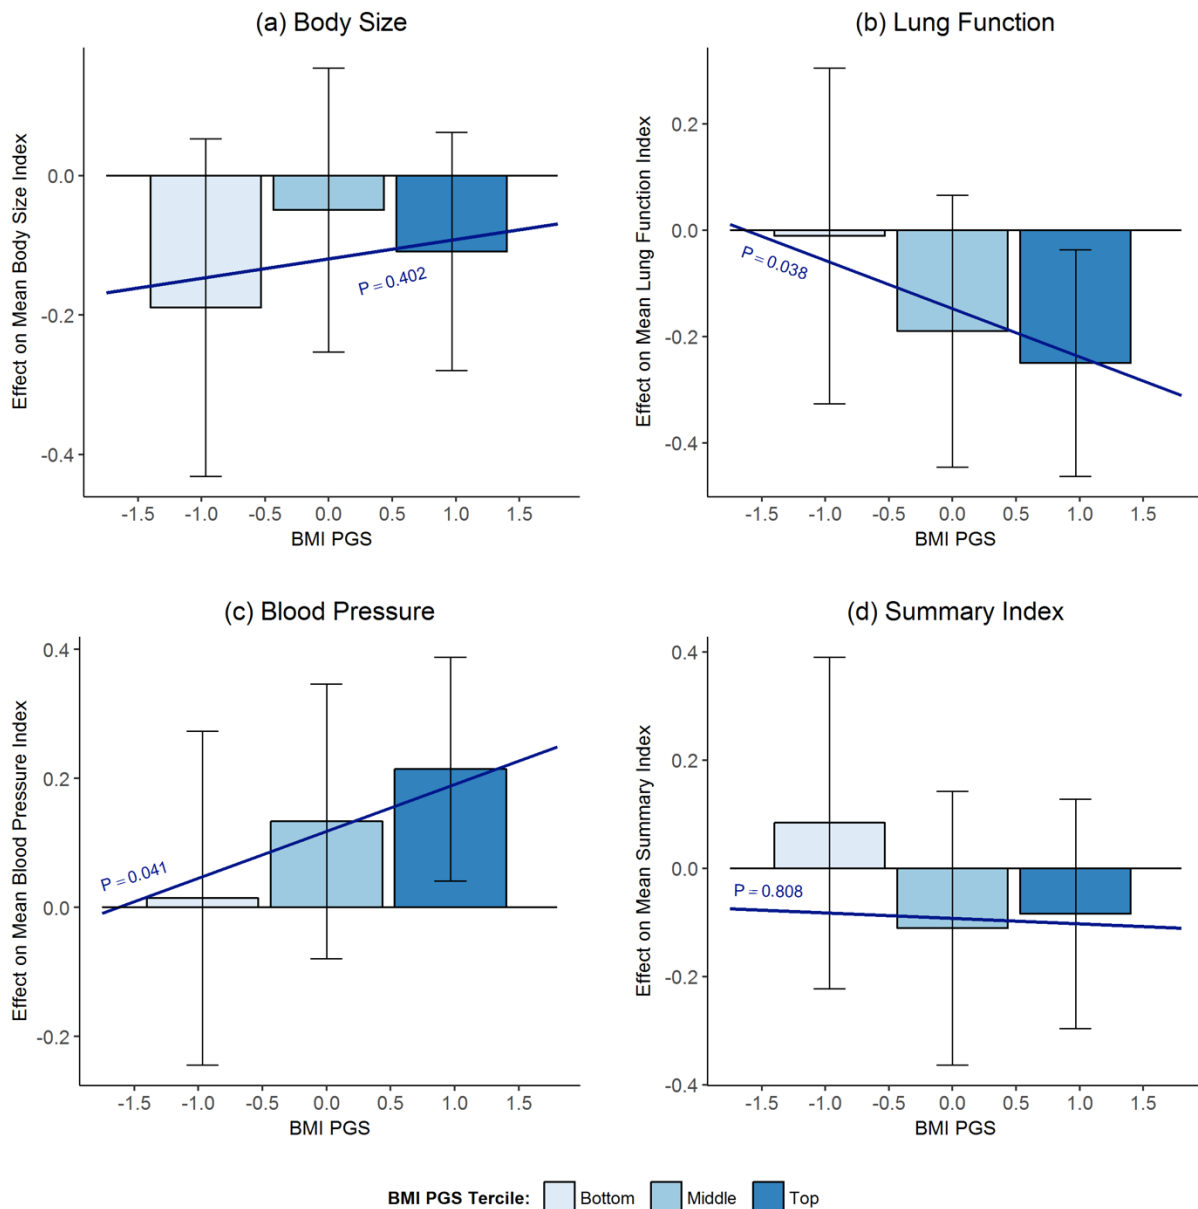 (a) Body Size
Effect on Mean Body Size Index
0.0
-0.2
-0.4
P = 0.402
-1.5 -1.0 -0.5 0.0 0.5 1.0 1.5
BMI PGS
(b) Lung Function
Effect on Mean Lung Function Index
0.2
0.0
-0.2
-0.4
P = 0.038
-1.5 -1.0 -0.5 0.0 0.5 1.0 1.5
BMI PGS
(c) Blood Pressure
Effect on Mean Blood Pressure Index
0.4
0.2
0.0
-0.2
P = 0.041
-1.5 -1.0 -0.5 0.0 0.5 1.0 1.5
BMI PGS
(d) Summary Index
Effect on Mean Summary Index
0.4
0.2
0.0
-0.2
-0.4
P = 0.808
-1.5 -1.0 -0.5 0.0 0.5 1.0 1.5
BMI PGS
BMI PGS Tercile: Bottom Middle Top